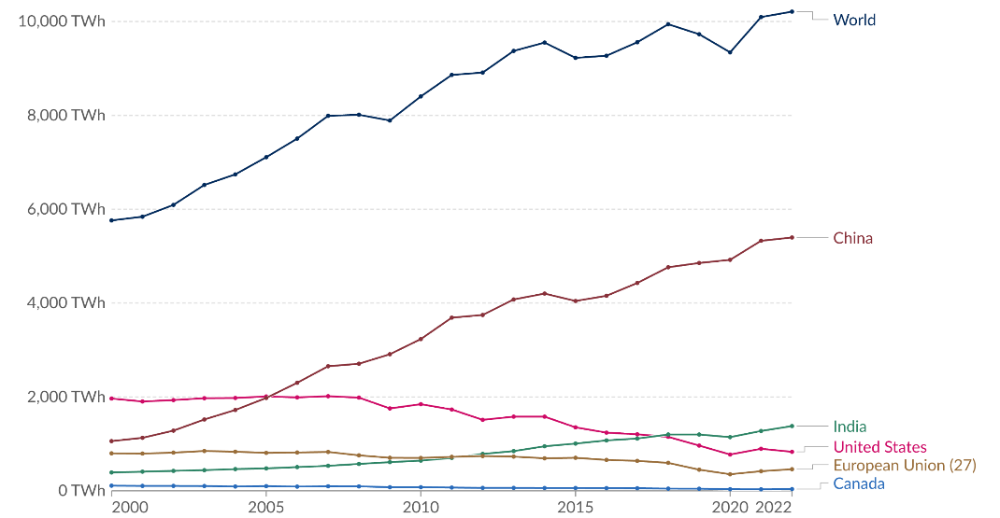 10,000 TWh
World
8,000 TWh
6,000 TWh
China
4,000 TWh
2,000 TWh
India
United States
European Union (27)
Canada
0 TWh
2000 2005 2010 2015 2020 2022